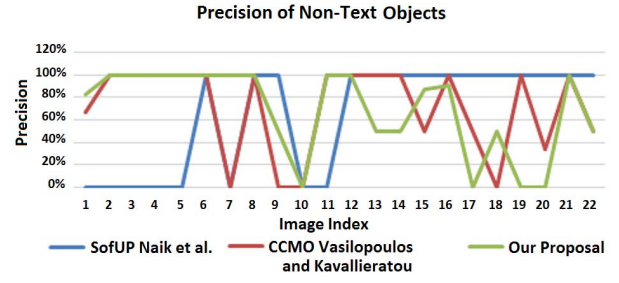 Precision of Non-Text Objects
120%
100%
80%
60%
40%
20%
0%
Precision
1 2 3 4 5 6 7 8 9 10 11 12 13 14 15 16 17 18 19 20 21 22
Image Index
SofUP Naik et al.
CCMO Vasilopoulos
and Kavallieratou
Our Proposal